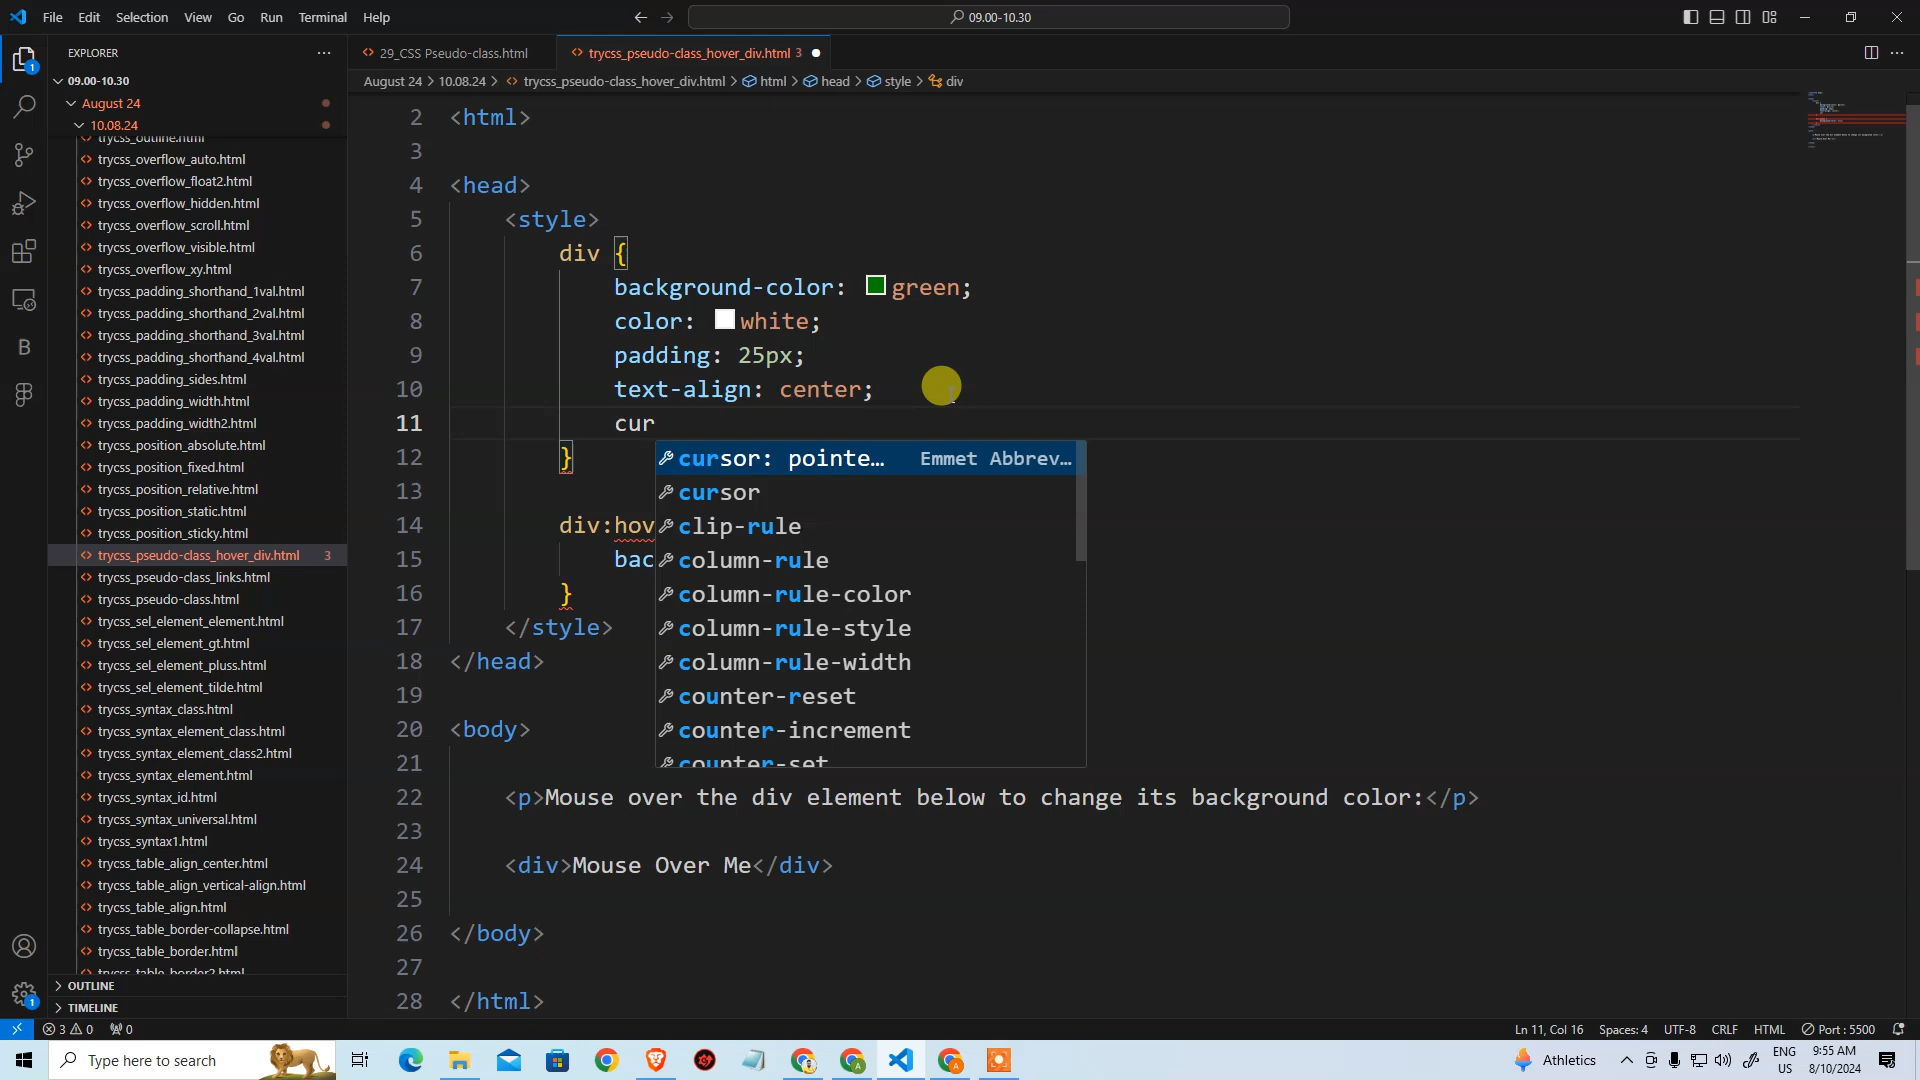 File Edit Selection View Go Run Terminal Help
09.00-10.30
EXPLORER
29_CSS Pseudo-class.html
trycss_pseudo-class_hover_div.html 3
August 24 > 10.08.24 > trycss_pseudo-class_hover_div.html > html > head > style > div
09.00-10.30
August 24
10.08.24
trycss_outline.html
trycss_overflow_auto.html
trycss_overflow_float2.html
trycss_overflow_hidden.html
trycss_overflow_scroll.html
trycss_overflow_visible.html
trycss_overflow_xy.html
trycss_padding_shorthand_1val.html
trycss_padding_shorthand_2val.html
trycss_padding_shorthand_3val.html
trycss_padding_shorthand_4val.html
trycss_padding_sides.html
trycss_padding_width.html
trycss_padding_width2.html
trycss_position_absolute.html
trycss_position_fixed.html
trycss_position_relative.html
trycss_position_static.html
trycss_position_sticky.html
trycss_pseudo-class_hover_div.html 3
trycss_pseudo-class_links.html
trycss_pseudo-class.html
trycss_sel_element_element.html
trycss_sel_element_gt.html
trycss_sel_element_pluss.html
trycss_sel_element_tilde.html
trycss_syntax_class.html
trycss_syntax_element_class.html
trycss_syntax_element_class2.html
trycss_syntax_element.html
trycss_syntax_id.html
trycss_syntax_universal.html
trycss_syntax1.html
trycss_table_align_center.html
trycss_table_align_vertical-align.html
trycss_table_align.html
trycss_table_border-collapse.html
trycss_table_border.html
trycss_table_border2.html
OUTLINE
TIMELINE
2 <html>
3
4 <head>
5 <style>
6 div {
7 background-color: green;
8 color: white;
9 padding: 25px;
10 text-align: center;
11 cur
12 }
13
14 div:hov
15 bac
16 }
17 </style>
18 </head>
19
20 <body>
21
22 <p>Mouse over the div element below to change its background color:</p>
23
24 <div>Mouse Over Me</div>
25
26 </body>
27
28 </html>
cursor: pointe… Emmet Abbrev…
cursor
clip-rule
column-rule
column-rule-color
column-rule-style
column-rule-width
counter-reset
counter-increment
counter-set
3 0 0
Ln 11, Col 16 Spaces: 4 UTF-8 CRLF HTML Port : 5500
Type here to search
Athletics
ENG
US
9:55 AM
8/10/2024